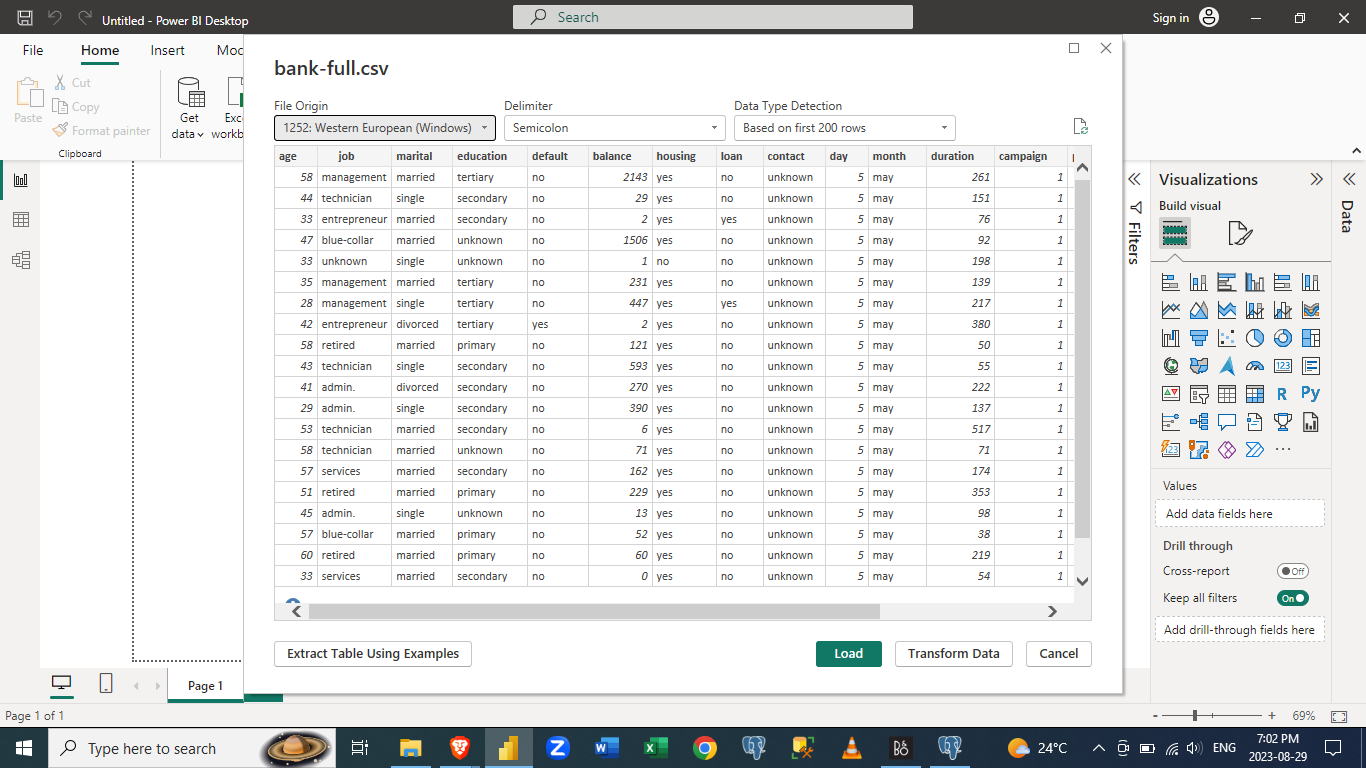 Untitled - Power BI Desktop
Search
Sign in
File Home Insert
Cut
Copy
Format painter
Paste
Clipboard
Get data
bank-full.csv
File Origin Delimiter Data Type Detection
1252: Western European (Windows) Semicolon Based on first 200 rows
age job marital education default balance housing loan contact day month duration campaign
58 management married tertiary no 2143 yes no unknown 5 may 261 1
44 technician single secondary no 29 yes no unknown 5 may 151 1
33 entrepreneur married secondary no 2 yes yes unknown 5 may 76 1
47 blue-collar married unknown no 1506 yes no unknown 5 may 92 1
33 unknown single unknown no 1 no no unknown 5 may 198 1
35 management married tertiary no 231 yes no unknown 5 may 139 1
28 management single tertiary no 447 yes yes unknown 5 may 217 1
42 entrepreneur divorced tertiary yes 2 yes no unknown 5 may 380 1
58 retired married primary no 121 yes no unknown 5 may 50 1
43 technician single secondary no 593 yes no unknown 5 may 55 1
41 admin. divorced secondary no 270 yes no unknown 5 may 222 1
29 admin. single secondary no 390 yes no unknown 5 may 137 1
53 technician married secondary no 6 yes no unknown 5 may 517 1
58 technician married unknown no 71 yes no unknown 5 may 71 1
57 services married secondary no 162 yes no unknown 5 may 174 1
51 retired married primary no 229 yes no unknown 5 may 353 1
45 admin. single unknown no 13 yes no unknown 5 may 98 1
57 blue-collar married primary no 52 yes no unknown 5 may 38 1
60 retired married primary no 60 yes no unknown 5 may 219 1
33 services married secondary no 0 yes no unknown 5 may 54 1
Extract Table Using Examples Load Transform Data Cancel
Filters
Visualizations
Build visual
123
R Py
123
Values
Add data fields here
Drill through
Cross-report Off
Keep all filters On
Add drill-through fields here
Data
Page 1
Page 1 of 1
- + 69%
Type here to search
24°C
ENG
7:02 PM
2023-08-29